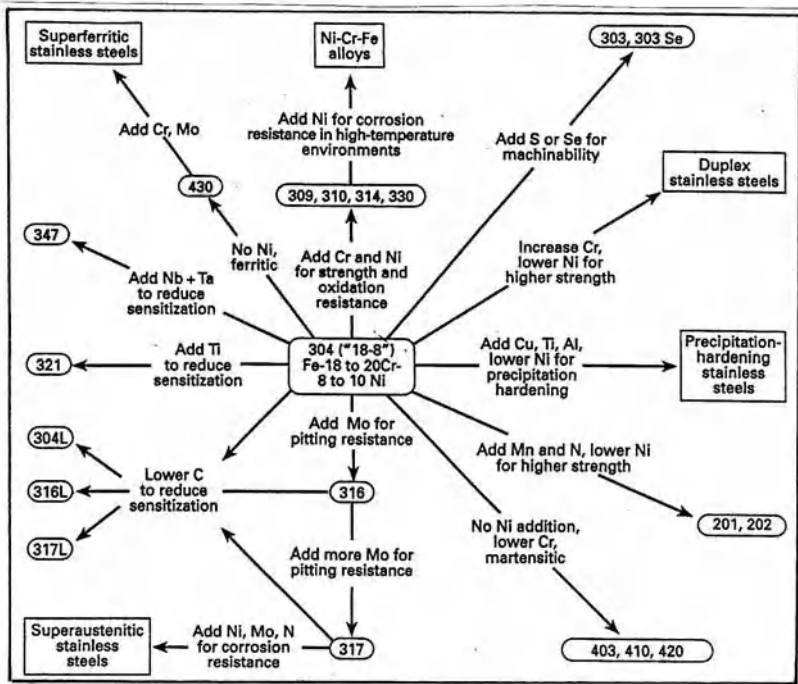 Superferritic
stainless steels
Ni-Cr-Fe
alloys
303, 303 Se
Add Cr, Mo
Add Ni for corrosion
resistance in high-temperature
environments
Add S or Se for
machinability
Duplex
stainless steels
430
309, 310, 314, 330
347
No Ni,
ferritic
Add Cr and Ni
for strength and
oxidation
resistance
Increase Cr,
lower Ni for
higher strength
Add Nb + Ta
to reduce
sensitization
321
Add Ti
to reduce
sensitization
304 ("18-8")
Fe-18 to 20Cr-
8 to 10 Ni
Add Cu, Ti, Al,
lower Ni for
precipitation
hardening
Precipitation-
hardening
stainless
steels
304L
316L
317L
Lower C
to reduce
sensitization
Add Mo for
pitting resistance
316
Add Mn and N, lower Ni
for higher strength
201, 202
No Ni addition,
lower Cr,
martensitic
Add more Mo for
pitting resistance
Superaustenitic
stainless
steels
Add Ni, Mo, N
for corrosion
resistance
317
403, 410, 420